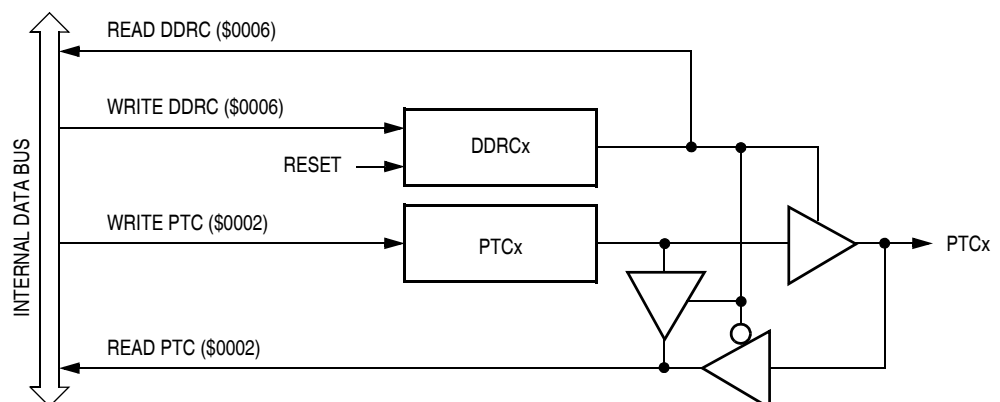 READ DDRC ($0006)
WRITE DDRC ($0006)
DDRCx
RESET
INTERNAL DATA BUS
WRITE PTC ($0002)
PTCx
PTCx
READ PTC ($0002)